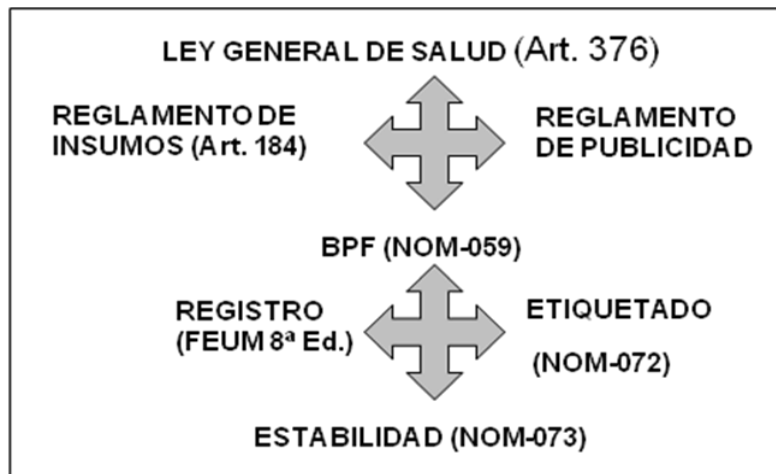 LEY GENERAL DE SALUD (Art. 376)
REGLAMENTO DE
INSUMOS (Art. 184)
REGLAMENTO
DE PUBLICIDAD
BPF (NOM-059)
REGISTRO
(FEUM 8ª Ed.)
ETIQUETADO
(NOM-072)
ESTABILIDAD (NOM-073)